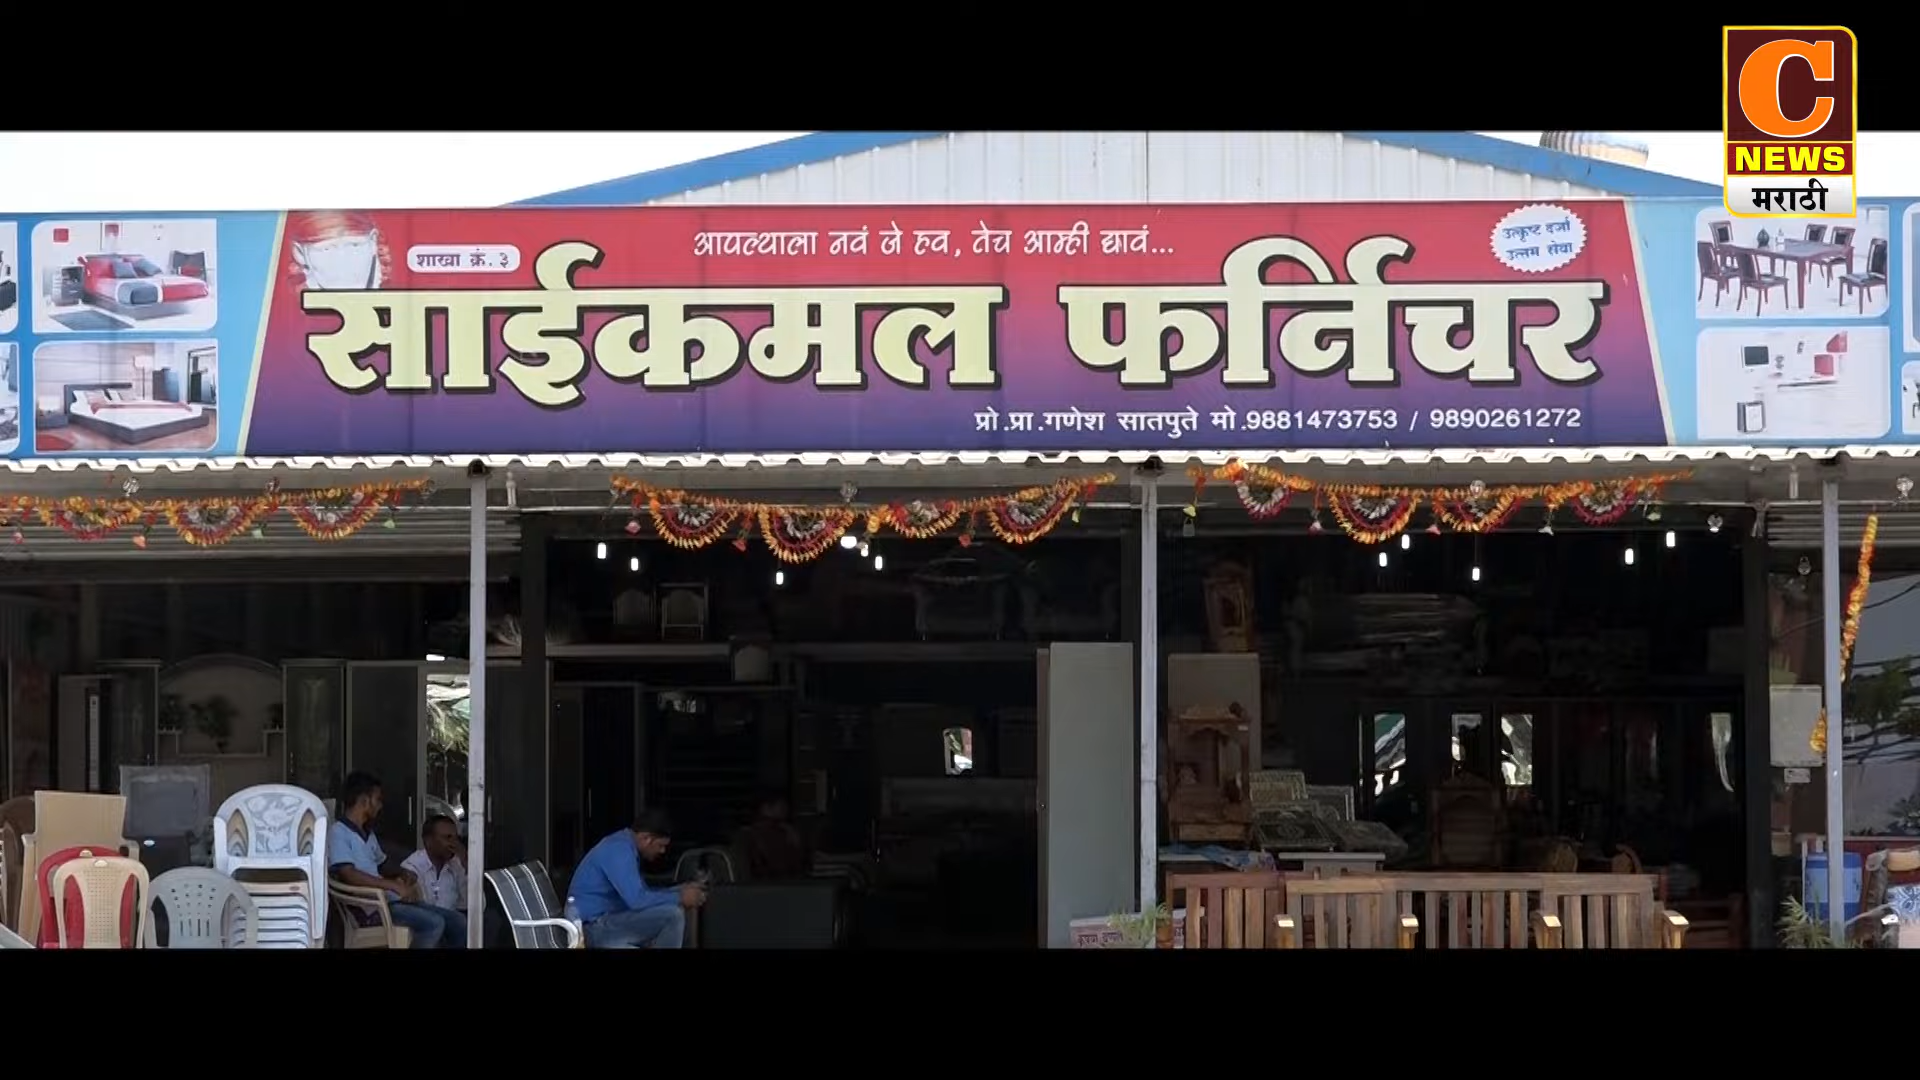 C
NEWS
मराठी
शाखा क्रं. ३
आपल्याला नवं जे हव, तेच आम्ही द्यावं...
उत्कृष्ट दर्जा
उत्तम सेवा
साईकमल फर्निचर
प्रो.प्रा.गणेश सातपुते मो.9881473753 / 9890261272